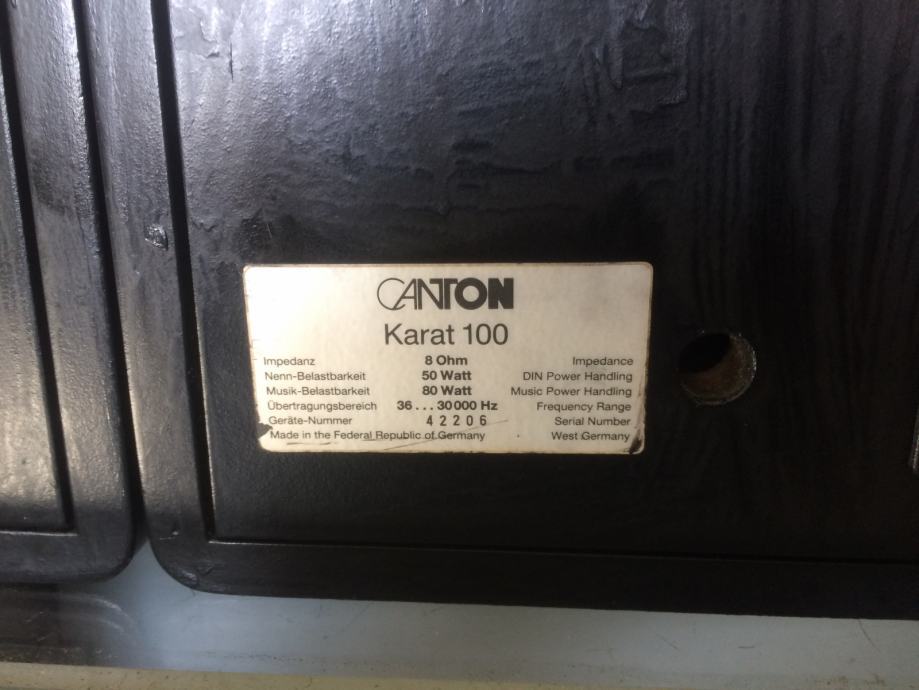 CANTON
Karat 100
Impedanz 8 Ohm Impedance
Nenn-Belastbarkeit 50 Watt DIN Power Handling
Musik-Belastbarkeit 80 Watt Music Power Handling
Übertragungsbereich 36...30000 Hz Frequency Range
Geräte-Nummer 42206 Serial Number
Made in the Federal Republic of Germany West Germany